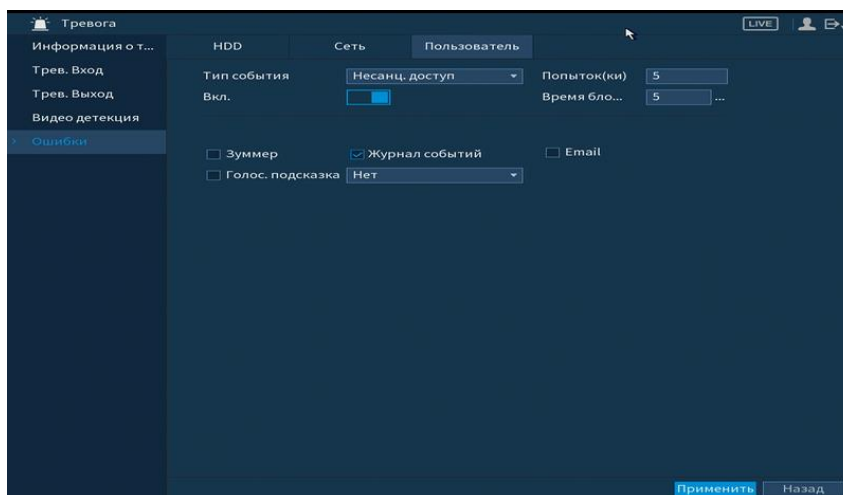 Тревога LIVE
Информация о т... HDD Сеть Пользователь
Трев. Вход Тип события Несанц. доступ Попыток(ки) 5
Трев. Выход Вкл. Время бло... 5 ...
Видео детекция
Ошибки
Зуммер Журнал событий Email
Голос. подсказка Нет
Применить Назад